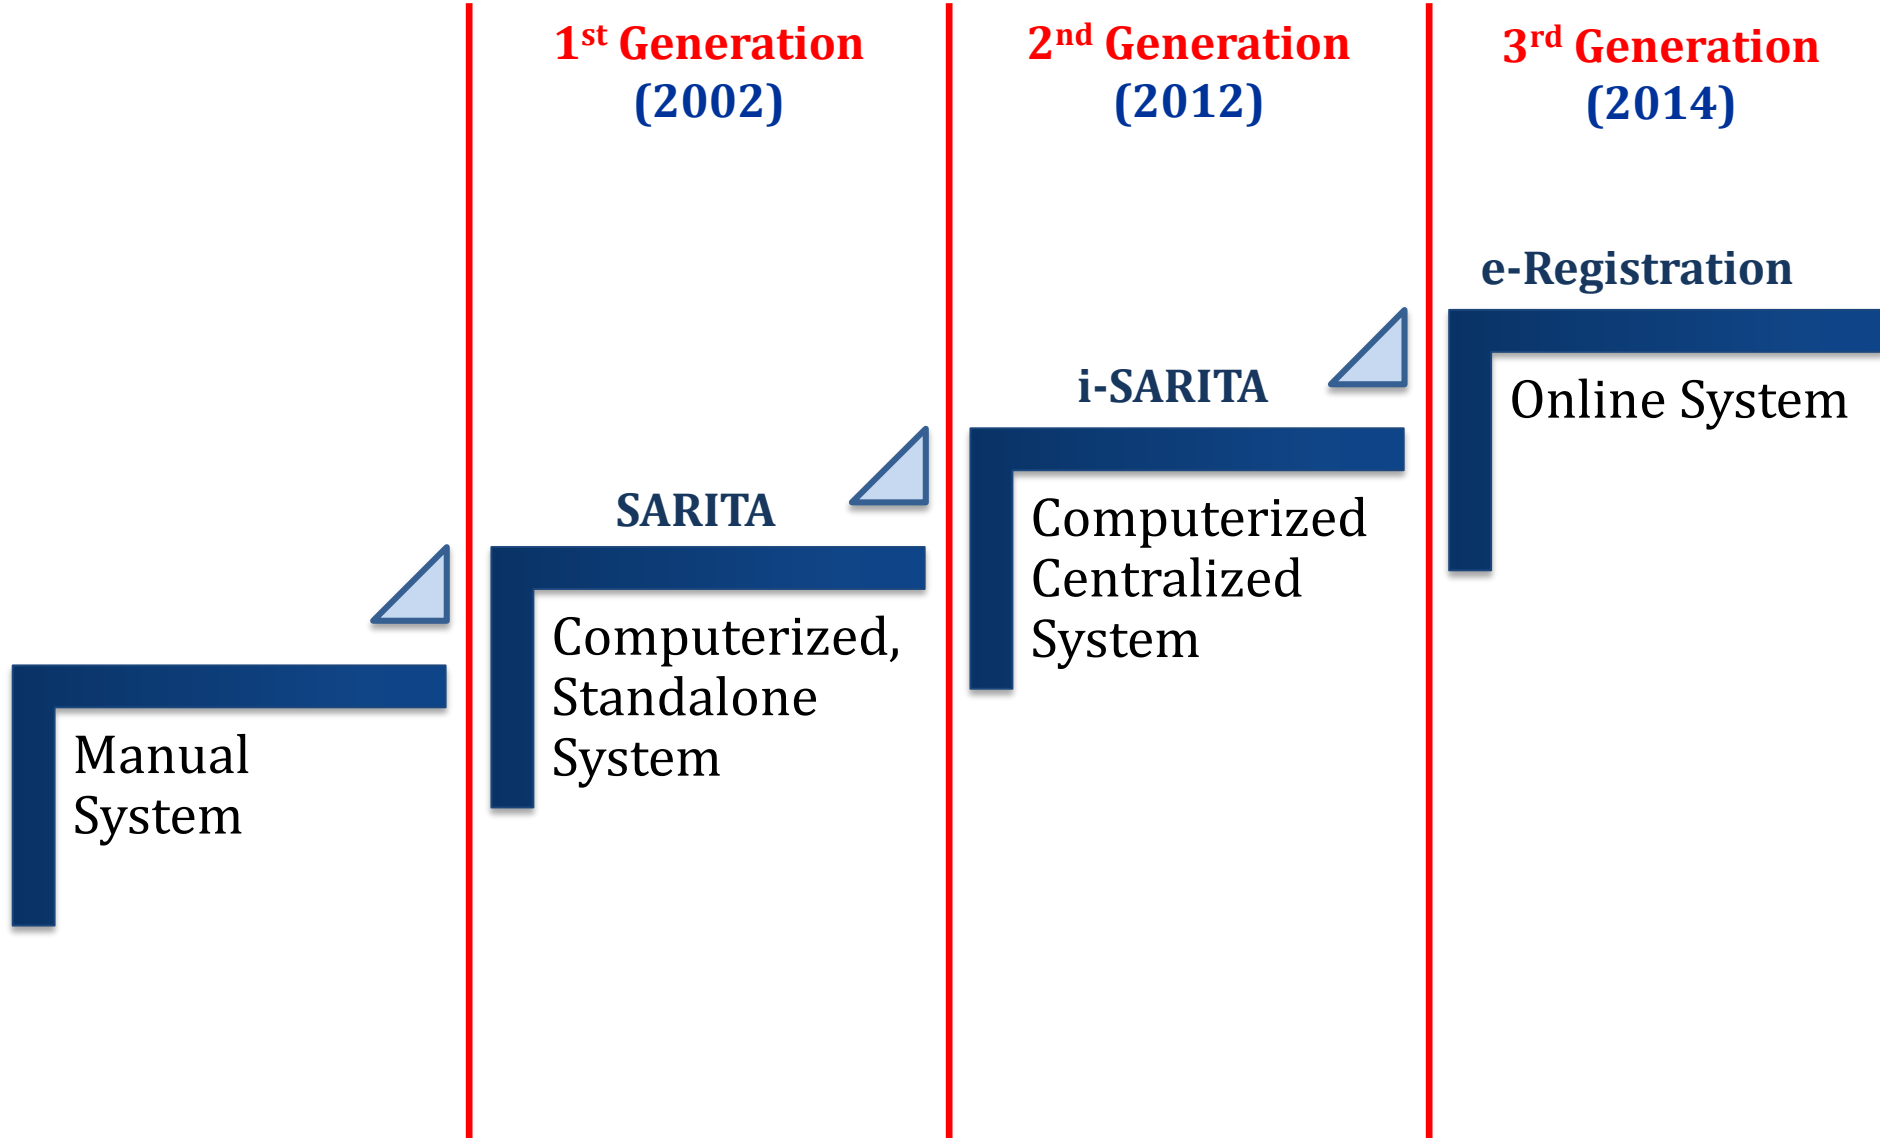 1st Generation
(2002)
2nd Generation
(2012)
3rd Generation
(2014)
e-Registration
Online System
i-SARITA
Computerized
Centralized
System
SARITA
Computerized,
Standalone
System
Manual
System